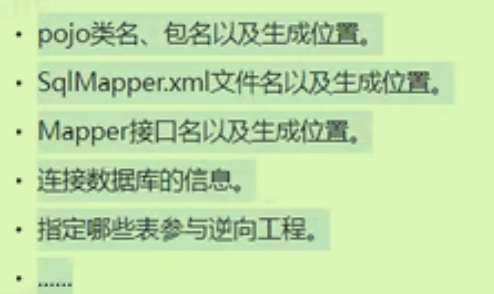 • pojo类名、包名以及生成位置。
• SqlMapper.xml文件名以及生成位置。
• Mapper接口名以及生成位置。
• 连接数据库的信息。
• 指定哪些表参与逆向工程。
• ......